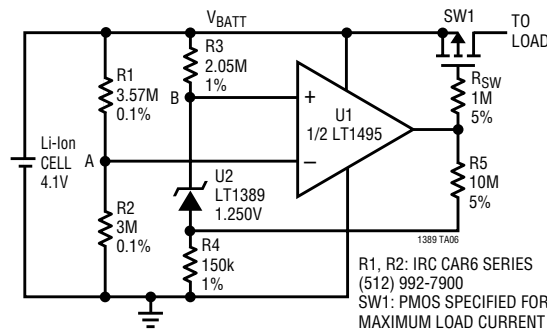 V_BATT
SW1
TO
LOAD
R1
3.57M
0.1%
R3
2.05M
1%
B
A
Li-Ion
CELL
4.1V
+
–
U1
1/2 LT1495
R_SW
1M
5%
U2
LT1389
1.250V
R2
3M
0.1%
R4
150k
1%
R5
10M
5%
1389 TA06
R1, R2: IRC CAR6 SERIES
(512) 992-7900
SW1: PMOS SPECIFIED FOR
MAXIMUM LOAD CURRENT